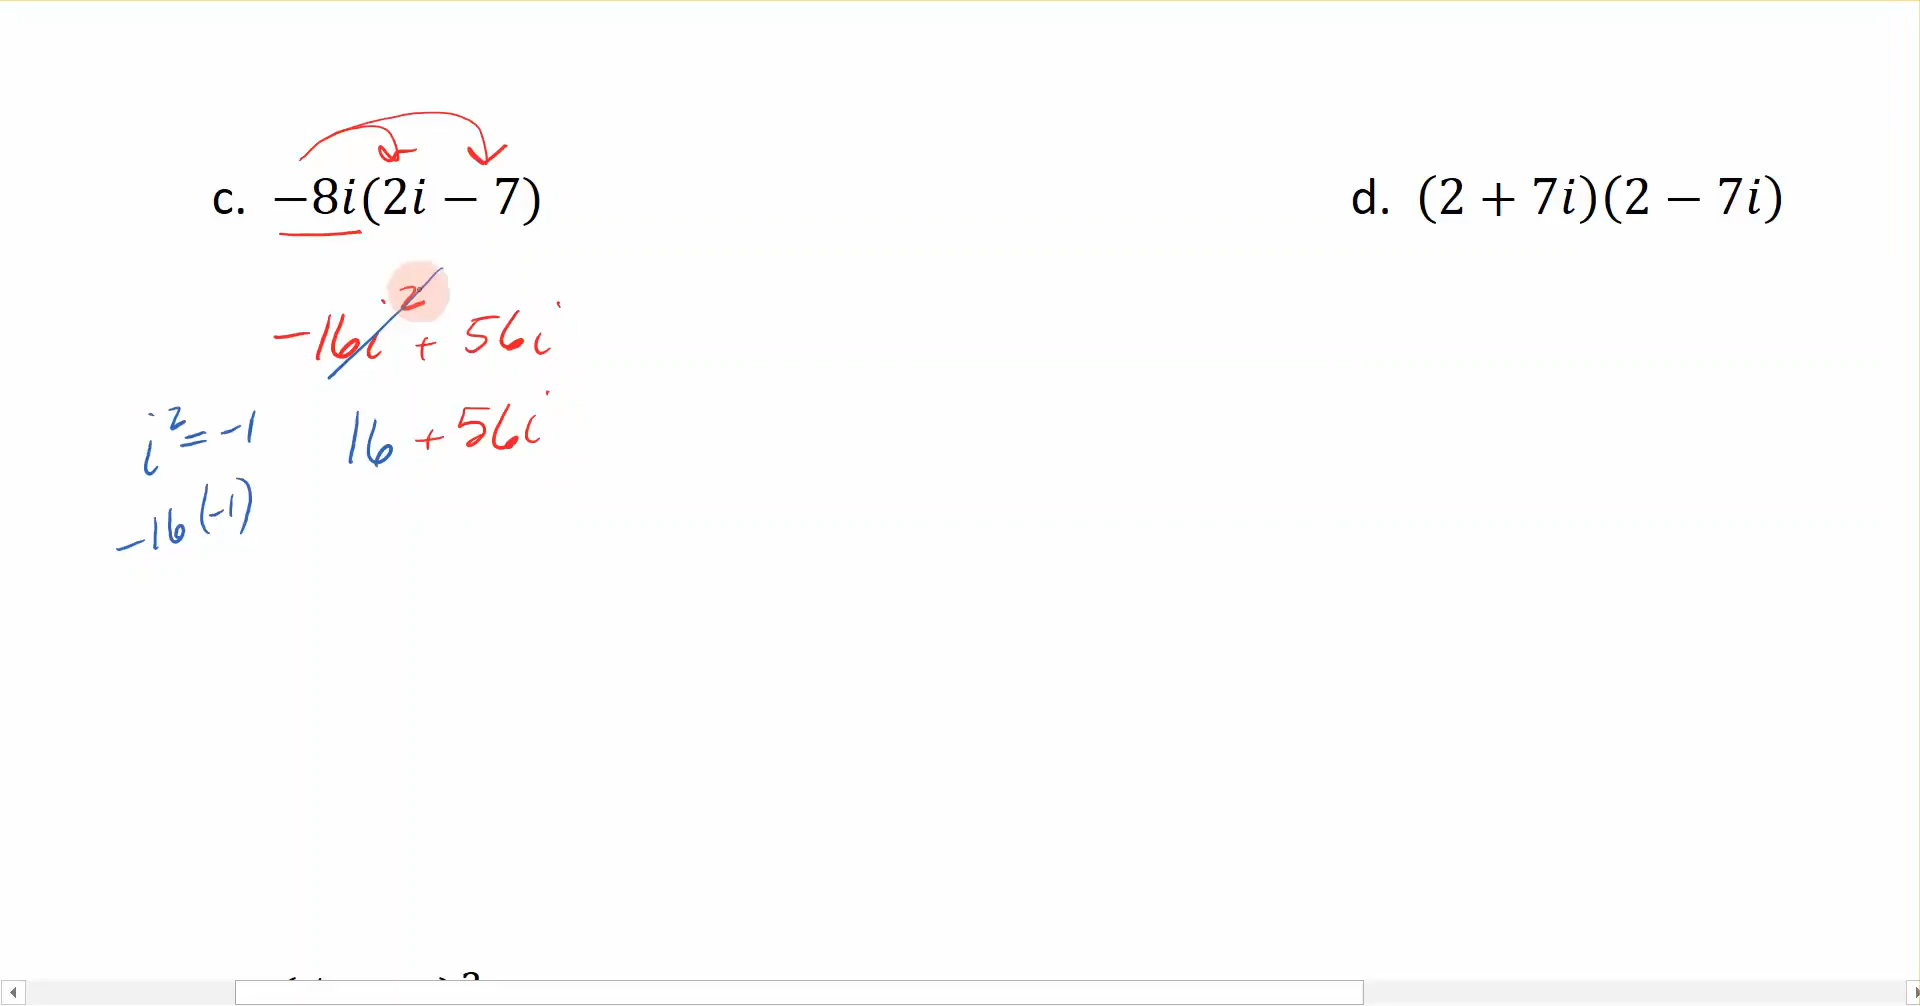 c. −8i(2i − 7)
d. (2 + 7i)(2 − 7i)
−16i² + 56i
i² = −1
16 + 56i
−16(−1)